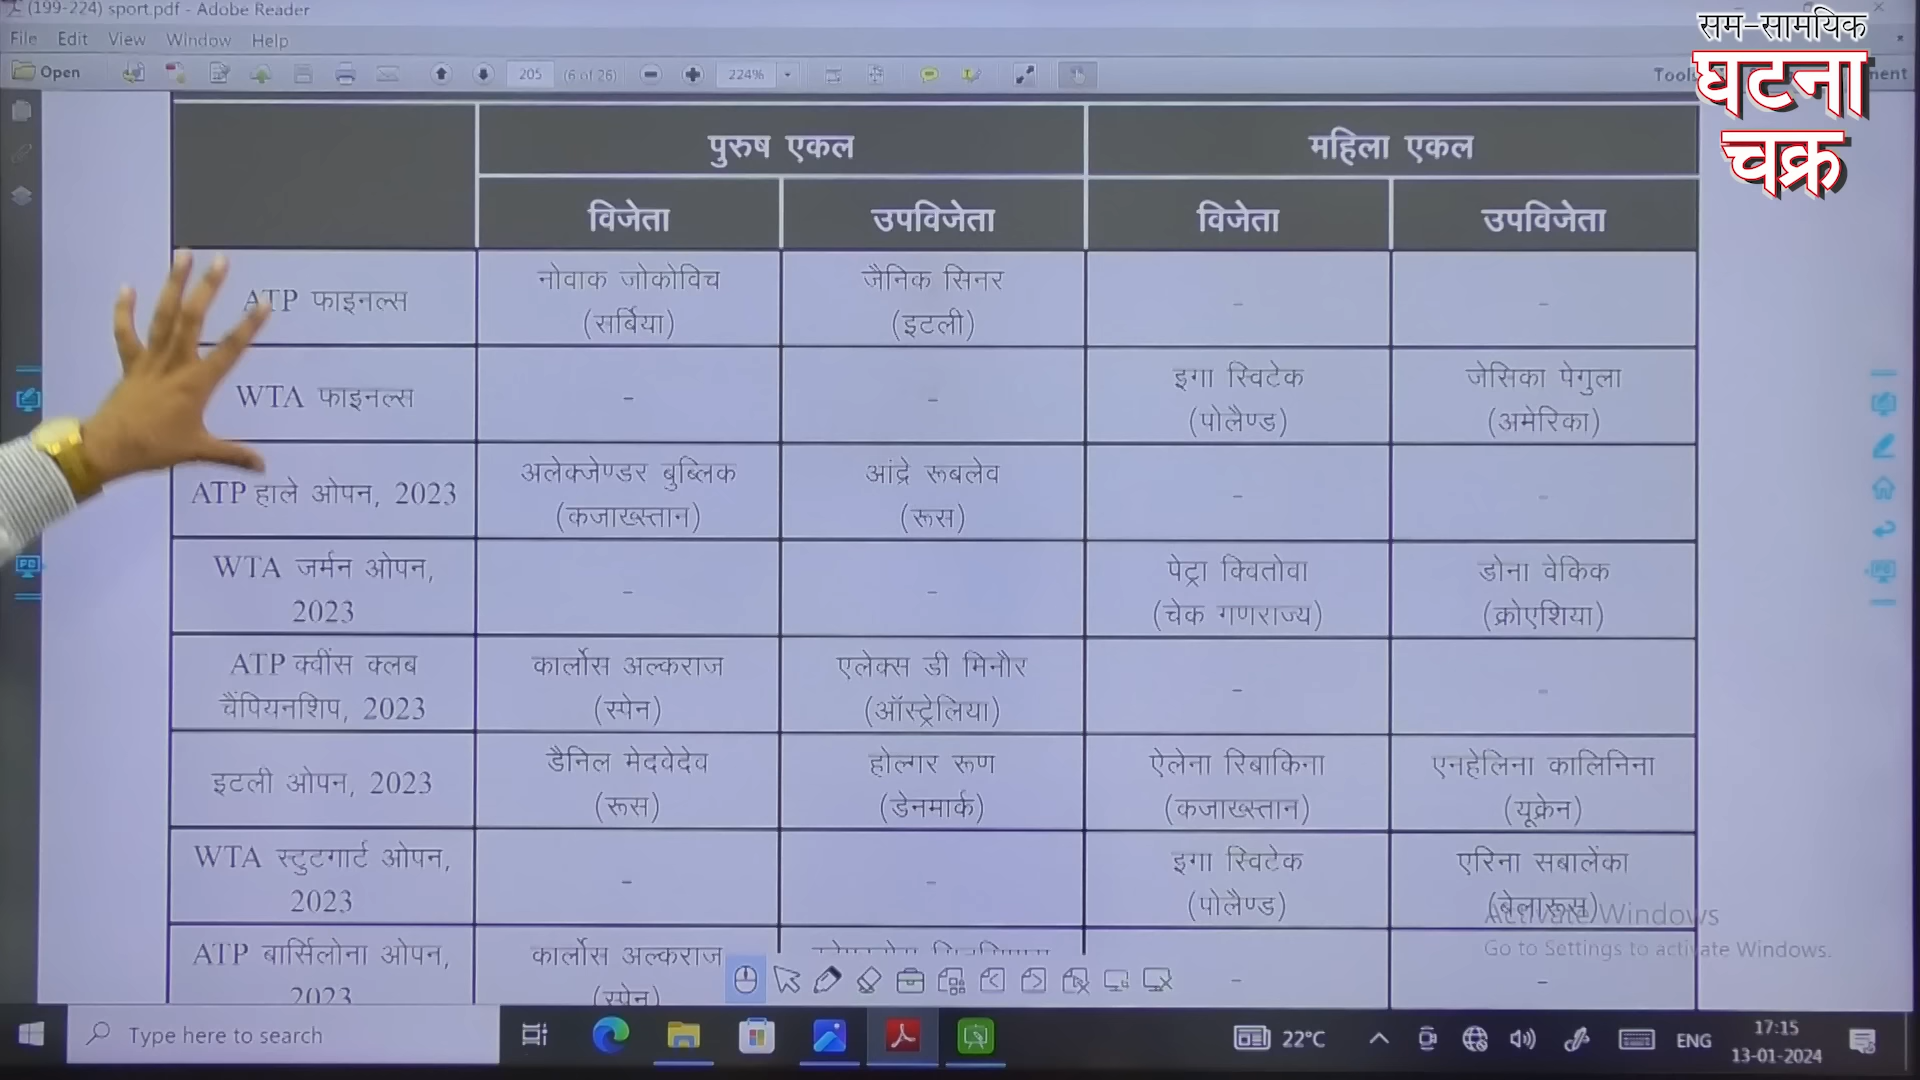 (199-224) sport.pdf - Adobe Reader
File Edit View Window Help
Open 205 (6 of 26) 224%
सम-सामयिक
घटना
चक्र
पुरुष एकल महिला एकल
विजेता उपविजेता विजेता उपविजेता
ATP फाइनल्स नोवाक जोकोविच (सर्बिया) जैनिक सिनर (इटली) - -
WTA फाइनल्स - - इगा स्विटेक (पोलैण्ड) जेसिका पेगुला (अमेरिका)
ATP हाले ओपन, 2023 अलेक्जेण्डर बुब्लिक (कजाख्स्तान) आंद्रे रूबलेव (रूस) - -
WTA जर्मन ओपन, 2023 - - पेट्रा क्वितोवा (चेक गणराज्य) डोना वेकिक (क्रोएशिया)
ATP क्वींस क्लब चैंपियनशिप, 2023 कार्लोस अल्कराज (स्पेन) एलेक्स डी मिनौर (ऑस्ट्रेलिया) - -
इटली ओपन, 2023 डैनिल मेदवेदेव (रूस) होल्गर रूण (डेनमार्क) ऐलेना रिबाकिना (कजाख्स्तान) एनहेलिना कालिनिना (यूक्रेन)
WTA स्टुटगार्ट ओपन, 2023 - - इगा स्विटेक (पोलैण्ड) एरिना सबालेंका (बेलारूस)
ATP बार्सिलोना ओपन, 2023 कार्लोस अल्कराज (स्पेन) - -
Activate Windows
Go to Settings to activate Windows.
Type here to search
22°C ENG 17:15
13-01-2024